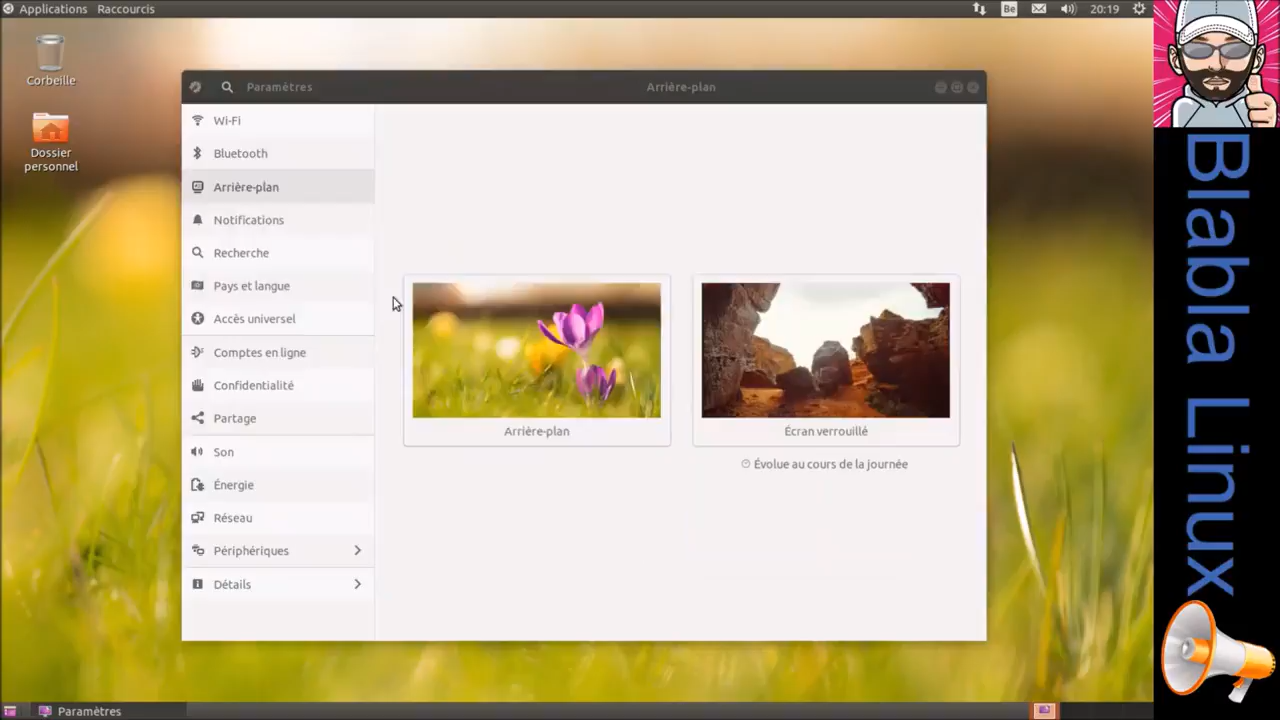 Applications Raccourcis
Be
20:19
Corbeille
Dossier
personnel
Paramètres
Arrière-plan
Wi-Fi
Bluetooth
Arrière-plan
Notifications
Recherche
Pays et langue
Accès universel
Comptes en ligne
Confidentialité
Partage
Son
Énergie
Réseau
Périphériques
Détails
Arrière-plan
Écran verrouillé
Évolue au cours de la journée
Paramètres
Blabla Linux